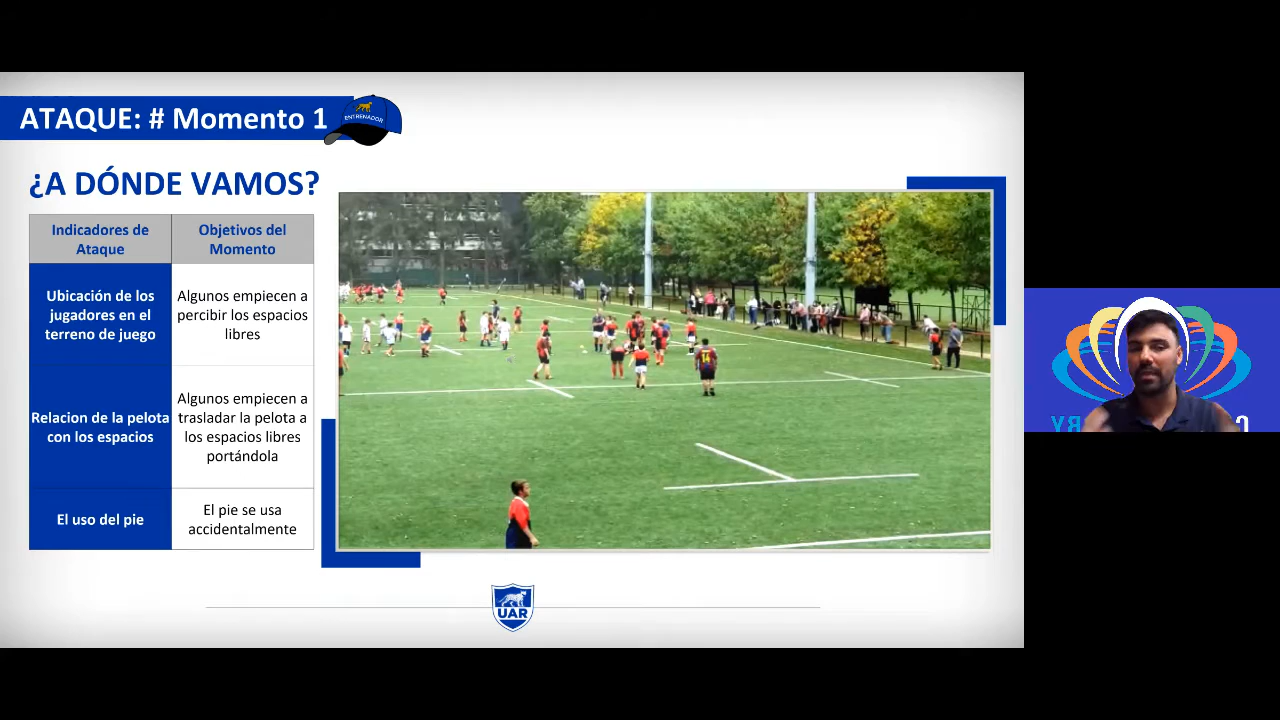 ATAQUE: # Momento 1
ENTRENADOR
¿A DÓNDE VAMOS?
Indicadores de
Ataque
Objetivos del
Momento
Ubicación de los
jugadores en el
terreno de juego
Algunos empiecen a
percibir los espacios
libres
Relacion de la pelota
con los espacios
Algunos empiecen a
trasladar la pelota a
los espacios libres
portándola
El uso del pie
El pie se usa
accidentalmente
14
UAR